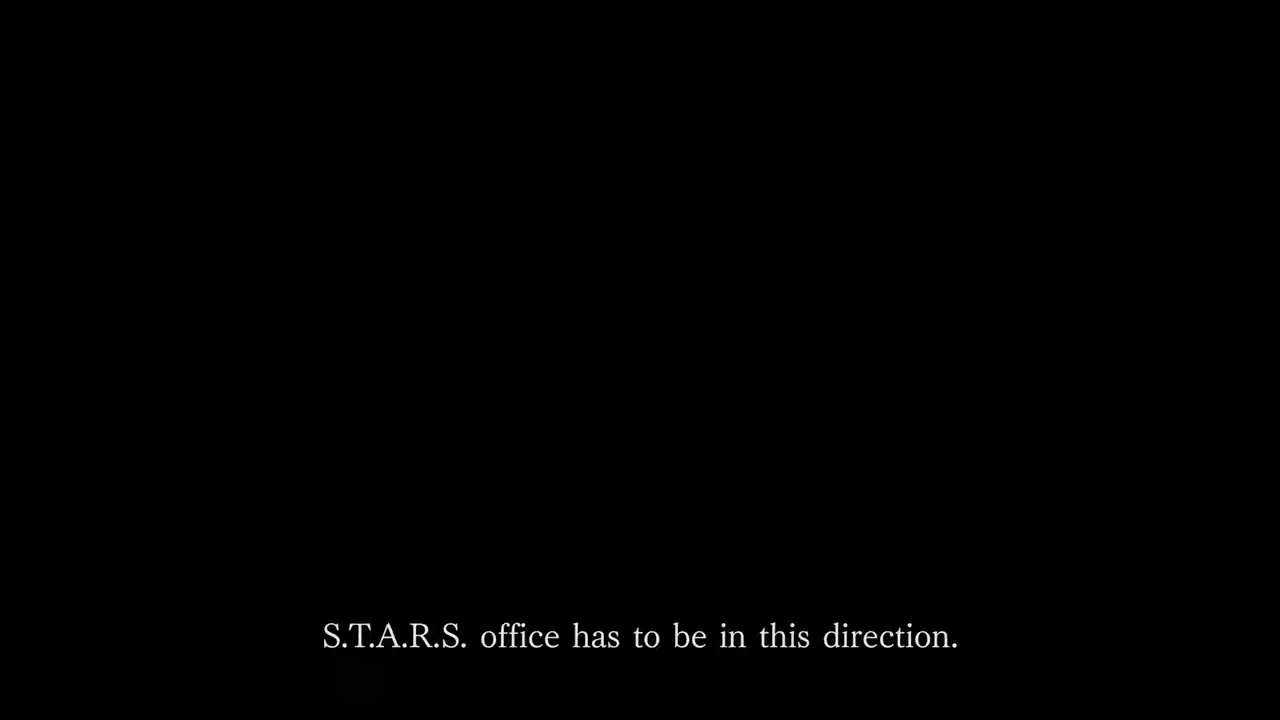 S.T.A.R.S. office has to be in this direction.